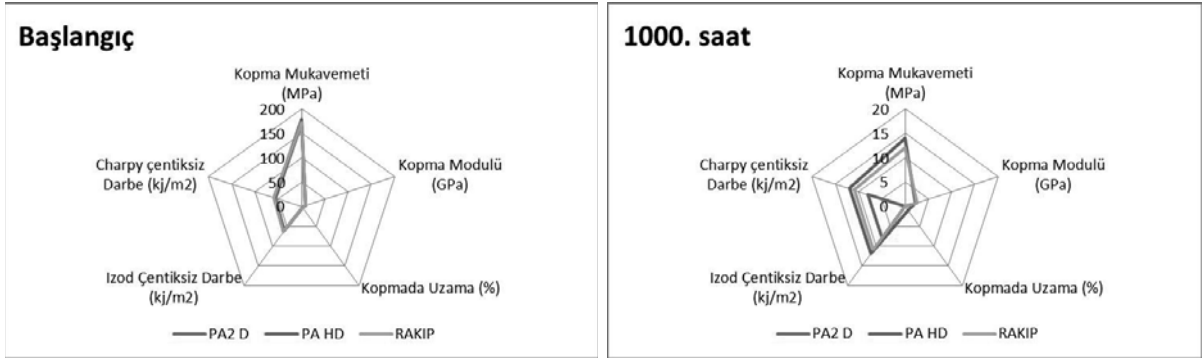 Başlangıç
Kopma Mukavemeti
(MPa)
200
150
100
50
0
Kopma Modulü
(GPa)
Kopmada Uzama (%)
Izod Çentiksiz Darbe
(kj/m2)
Charpy çentiksiz
Darbe (kj/m2)
PA2 D
PA HD
RAKIP
1000. saat
Kopma Mukavemeti
(MPa)
20
15
10
5
0
Kopma Modulü
(GPa)
Kopmada Uzama (%)
Izod Çentiksiz Darbe
(kj/m2)
Charpy çentiksiz
Darbe (kj/m2)
PA2 D
PA HD
RAKIP